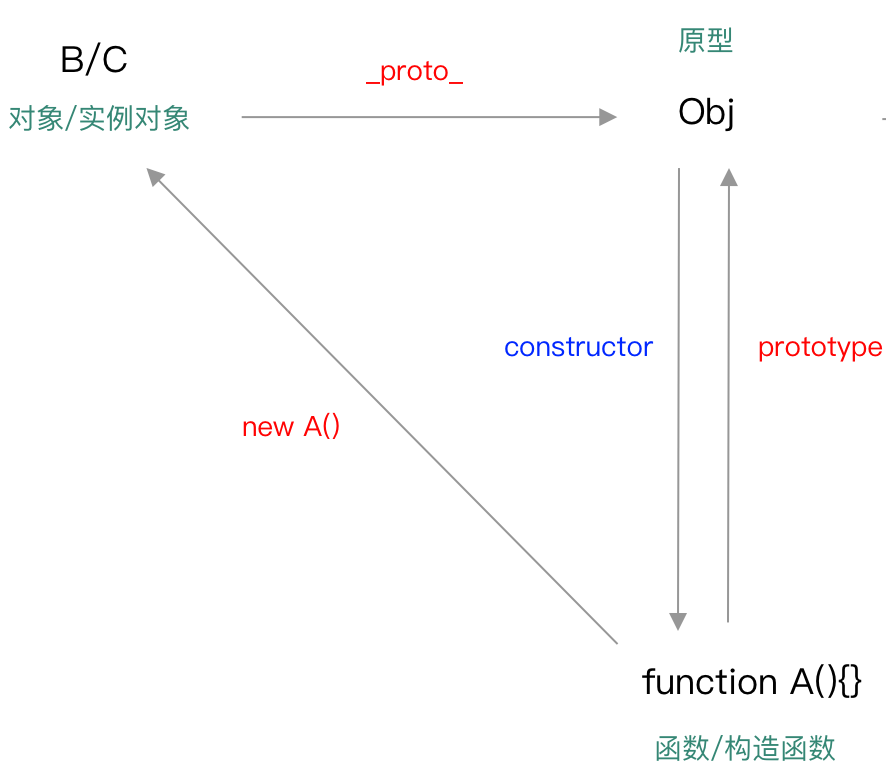 原型
B/C
_proto_
Obj
对象/实例对象
constructor
prototype
new A()
function A(){}
函数/构造函数